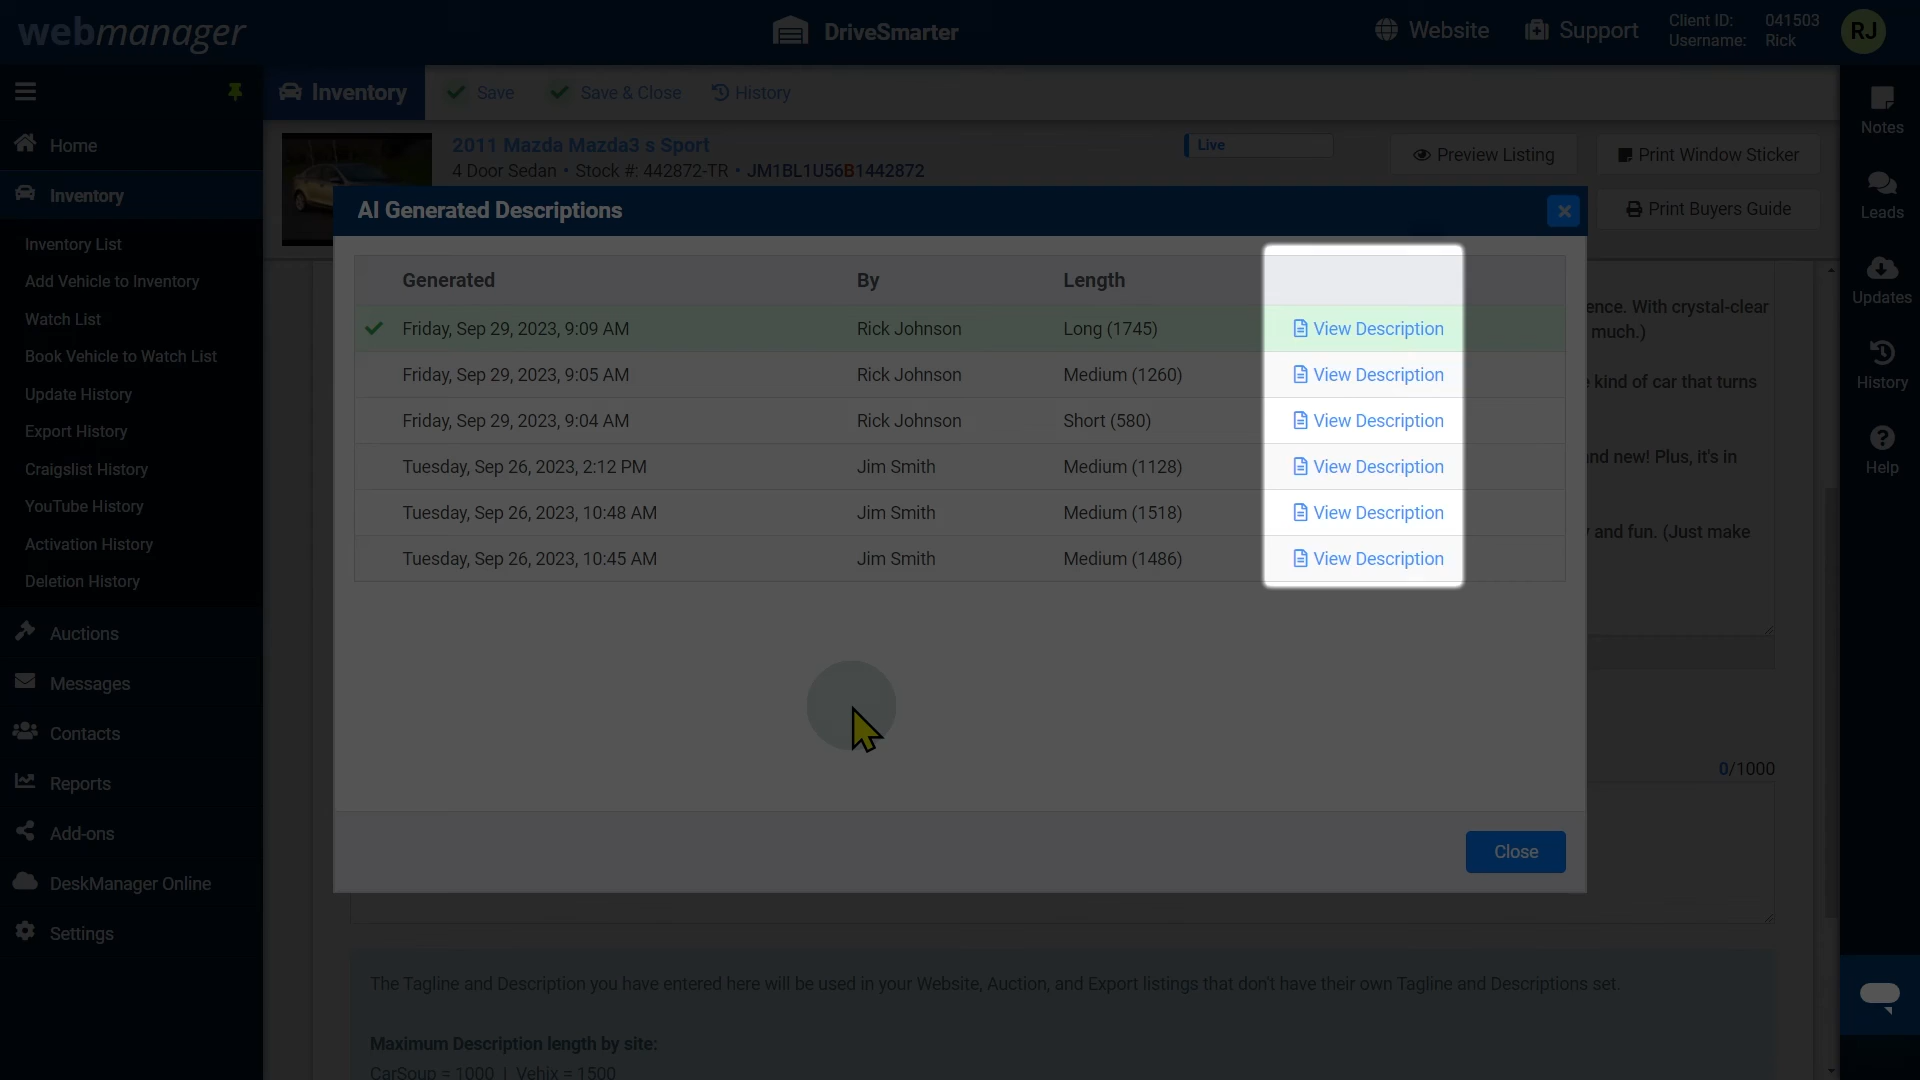 webmanager
DriveSmarter
Website
Support
Client ID: 041503
Username: Rick
RJ
Inventory
Save
Save & Close
History
Home
Inventory
Inventory List
Add Vehicle to Inventory
Watch List
Book Vehicle to Watch List
Update History
Export History
Craigslist History
YouTube History
Activation History
Deletion History
Auctions
Messages
Contacts
Reports
Add-ons
DeskManager Online
Settings
2011 Mazda Mazda3 s Sport
4 Door Sedan • Stock #: 442872-TR • JM1BL1U56B1442872
Live
Preview Listing
Print Window Sticker
Print Buyers Guide
AI Generated Descriptions
Generated By Length
Friday, Sep 29, 2023, 9:09 AM Rick Johnson Long (1745) View Description
Friday, Sep 29, 2023, 9:05 AM Rick Johnson Medium (1260) View Description
Friday, Sep 29, 2023, 9:04 AM Rick Johnson Short (580) View Description
Tuesday, Sep 26, 2023, 2:12 PM Jim Smith Medium (1128) View Description
Tuesday, Sep 26, 2023, 10:48 AM Jim Smith Medium (1518) View Description
Tuesday, Sep 26, 2023, 10:45 AM Jim Smith Medium (1486) View Description
Close
ence. With crystal-clear
much.)
kind of car that turns
nd new! Plus, it's in
and fun. (Just make
0/1000
The Tagline and Description you have entered here will be used in your Website, Auction, and Export listings that don't have their own Tagline and Descriptions set.
Maximum Description length by site:
CarSoup = 1000 | Vehix = 1500
Notes
Leads
Updates
History
Help